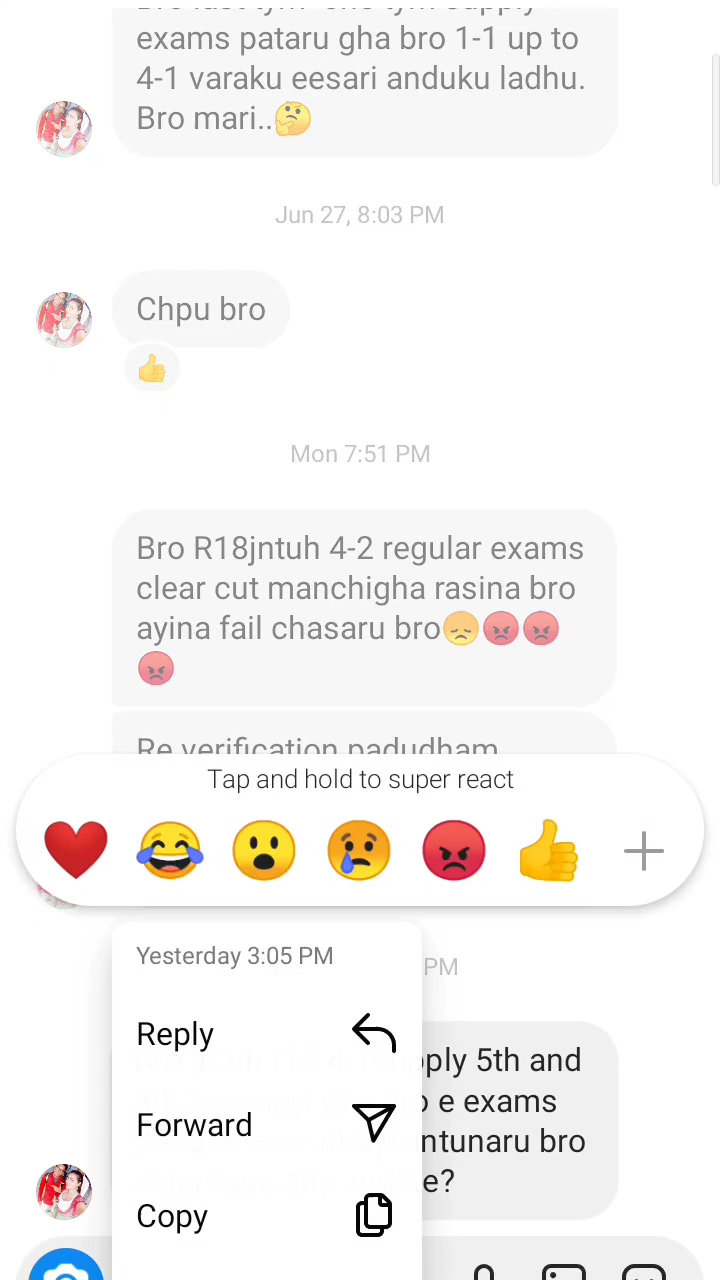 exams pataru gha bro 1-1 up to
4-1 varaku eesari anduku ladhu.
Bro mari..🤔
Jun 27, 8:03 PM
Chpu bro
👍
Mon 7:51 PM
Bro R18jntuh 4-2 regular exams
clear cut manchigha rasina bro
ayina fail chasaru bro😞😡😡
😡
Re verification padudham
Tap and hold to super react
❤️😂😮😢😡👍
Yesterday 3:05 PM
PM
Reply
5th and
Forward
e exams
bro
Copy